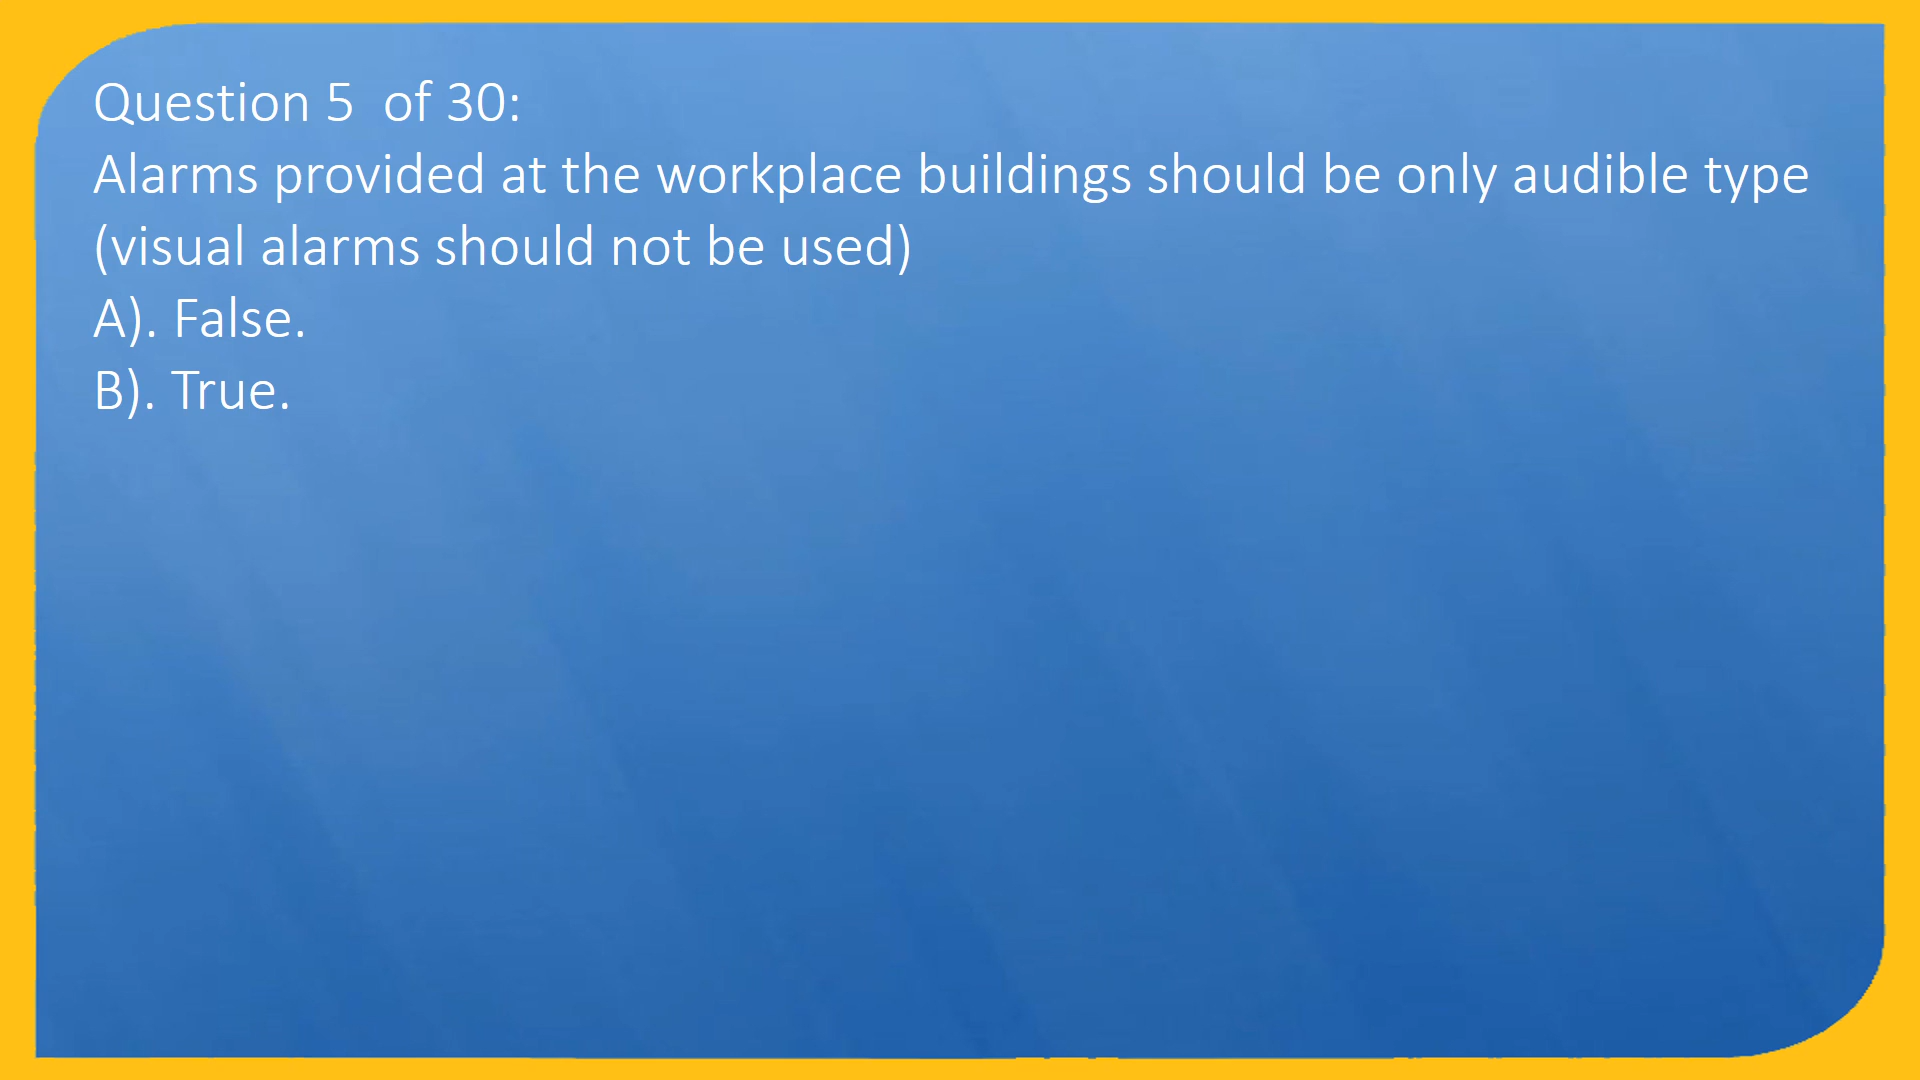 Question 5  of 30:
Alarms provided at the workplace buildings should be only audible type
(visual alarms should not be used)
A). False.
B). True.